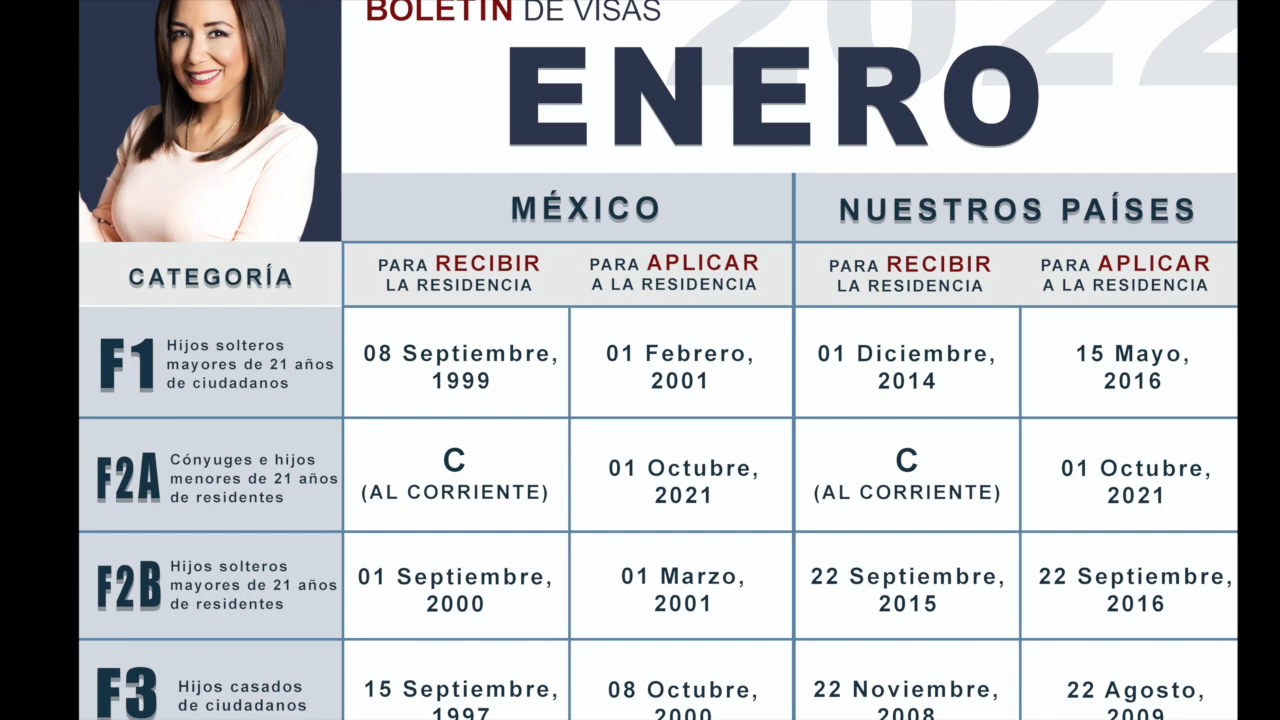 BOLETÍN DE VISAS
2022
ENERO
MÉXICO
NUESTROS PAÍSES
CATEGORÍA
PARA RECIBIR
LA RESIDENCIA
PARA APLICAR
A LA RESIDENCIA
PARA RECIBIR
LA RESIDENCIA
PARA APLICAR
A LA RESIDENCIA
F1
Hijos solteros
mayores de 21 años
de ciudadanos
08 Septiembre,
1999
01 Febrero,
2001
01 Diciembre,
2014
15 Mayo,
2016
F2A
Cónyuges e hijos
menores de 21 años
de residentes
C
(AL CORRIENTE)
01 Octubre,
2021
C
(AL CORRIENTE)
01 Octubre,
2021
F2B
Hijos solteros
mayores de 21 años
de residentes
01 Septiembre,
2000
01 Marzo,
2001
22 Septiembre,
2015
22 Septiembre,
2016
F3
Hijos casados
de ciudadanos
15 Septiembre,
1997
08 Octubre,
2000
22 Noviembre,
2008
22 Agosto,
2009